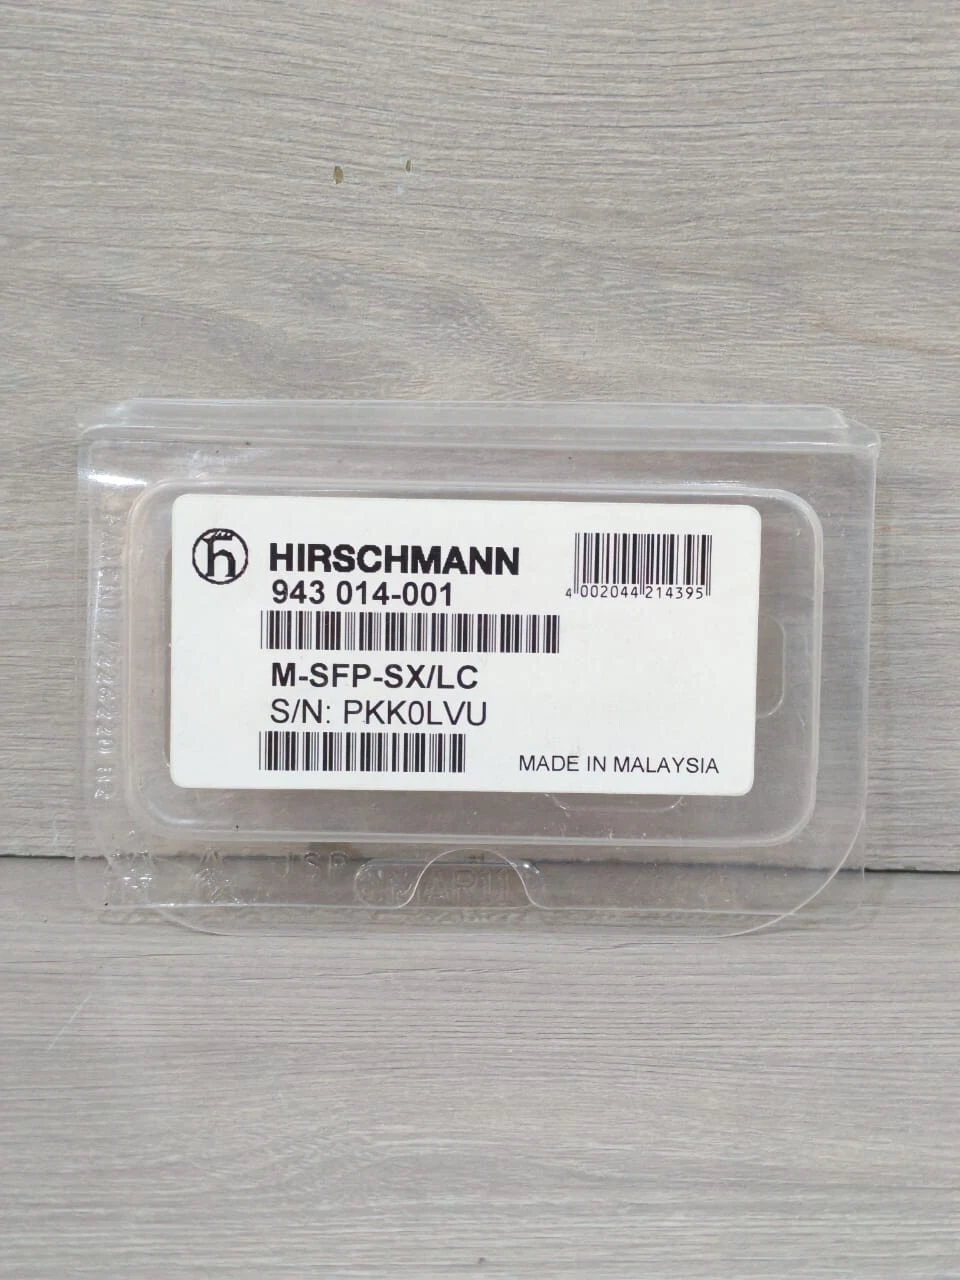 HIRSCHMANN
943 014-001
4 002044 214395
M-SFP-SX/LC
S/N: PKK0LVU
MADE IN MALAYSIA